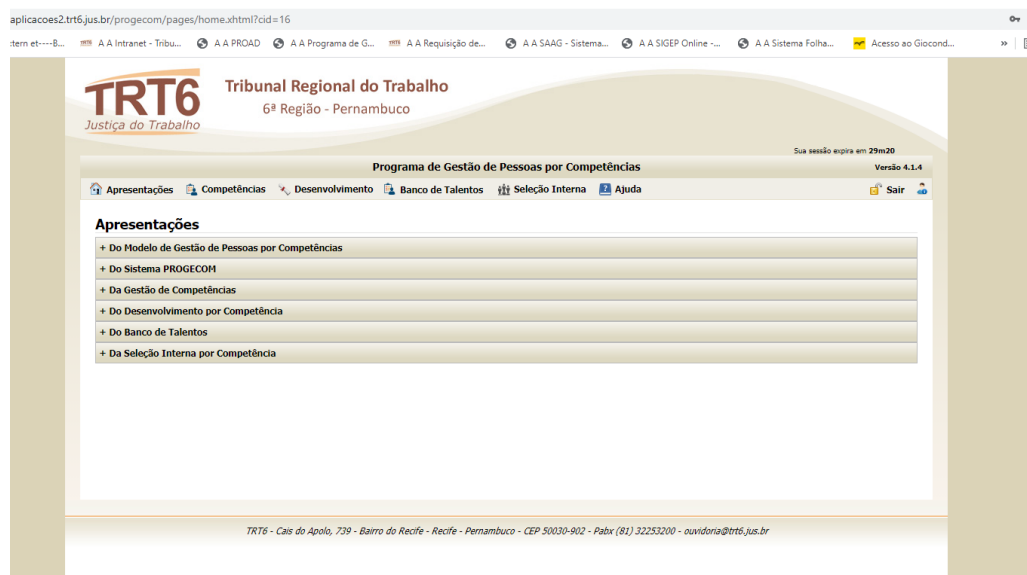 aplicacoes2.trt6.jus.br/progecom/pages/home.xhtml?cid=16
:tern et----B... A A Intranet - Tribu... A A PROAD A A Programa de G... A A Requisição de... A A SAAG - Sistema... A A SIGEP Online -... A A Sistema Folha... Acesso ao Giocond... »
TRT6
Justiça do Trabalho
Tribunal Regional do Trabalho
6ª Região - Pernambuco
Sua sessão expira em 29m20
Programa de Gestão de Pessoas por Competências Versão 4.1.4
Apresentações Competências Desenvolvimento Banco de Talentos Seleção Interna Ajuda Sair
Apresentações
+ Do Modelo de Gestão de Pessoas por Competências
+ Do Sistema PROGECOM
+ Da Gestão de Competências
+ Do Desenvolvimento por Competência
+ Do Banco de Talentos
+ Da Seleção Interna por Competência
TRT6 - Cais do Apolo, 739 - Bairro do Recife - Recife - Pernambuco - CEP 50030-902 - Pabx (81) 32253200 - ouvidoria@trt6.jus.br